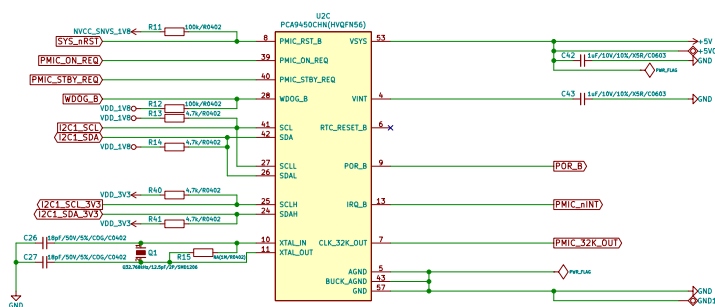 U2C
PCA9450CHN(HVQFN56)
NVCC_SNVS_1V8
R11
100k/R0402
SYS_nRST
8
PMIC_RST_B
VSYS
53
+5V
+5VD
C42
1uF/10V/10%/X5R/C0603
GND
PWR_FLAG
PMIC_ON_REQ
39
PMIC_ON_REQ
PMIC_STBY_REQ
40
PMIC_STBY_REQ
WDOG_B
28
WDOG_B
VINT
4
C43
1uF/10V/10%/X5R/C0603
GND
VDD_1V8
R12
100k/R0402
VDD_1V8
R13
4.7k/R0402
I2C1_SCL
41
SCL
RTC_RESET_B
6
I2C1_SDA
42
SDA
VDD_1V8
R14
4.7k/R0402
27
SCLL
POR_B
9
POR_B
26
SDAL
VDD_3V3
R40
4.7k/R0402
I2C1_SCL_3V3
25
SCLH
IRQ_B
13
PMIC_nINT
I2C1_SDA_3V3
24
SDAH
VDD_3V3
R41
4.7k/R0402
C26
18pF/50V/5%/COG/C0402
10
XTAL_IN
CLK_32K_OUT
7
PMIC_32K_OUT
Q1
11
XTAL_OUT
C27
18pF/50V/5%/COG/C0402
R15
NA(1M/R0402)
AGND
5
PWR_FLAG
BUCK_AGND
43
GND
57
GND
GND1
GND